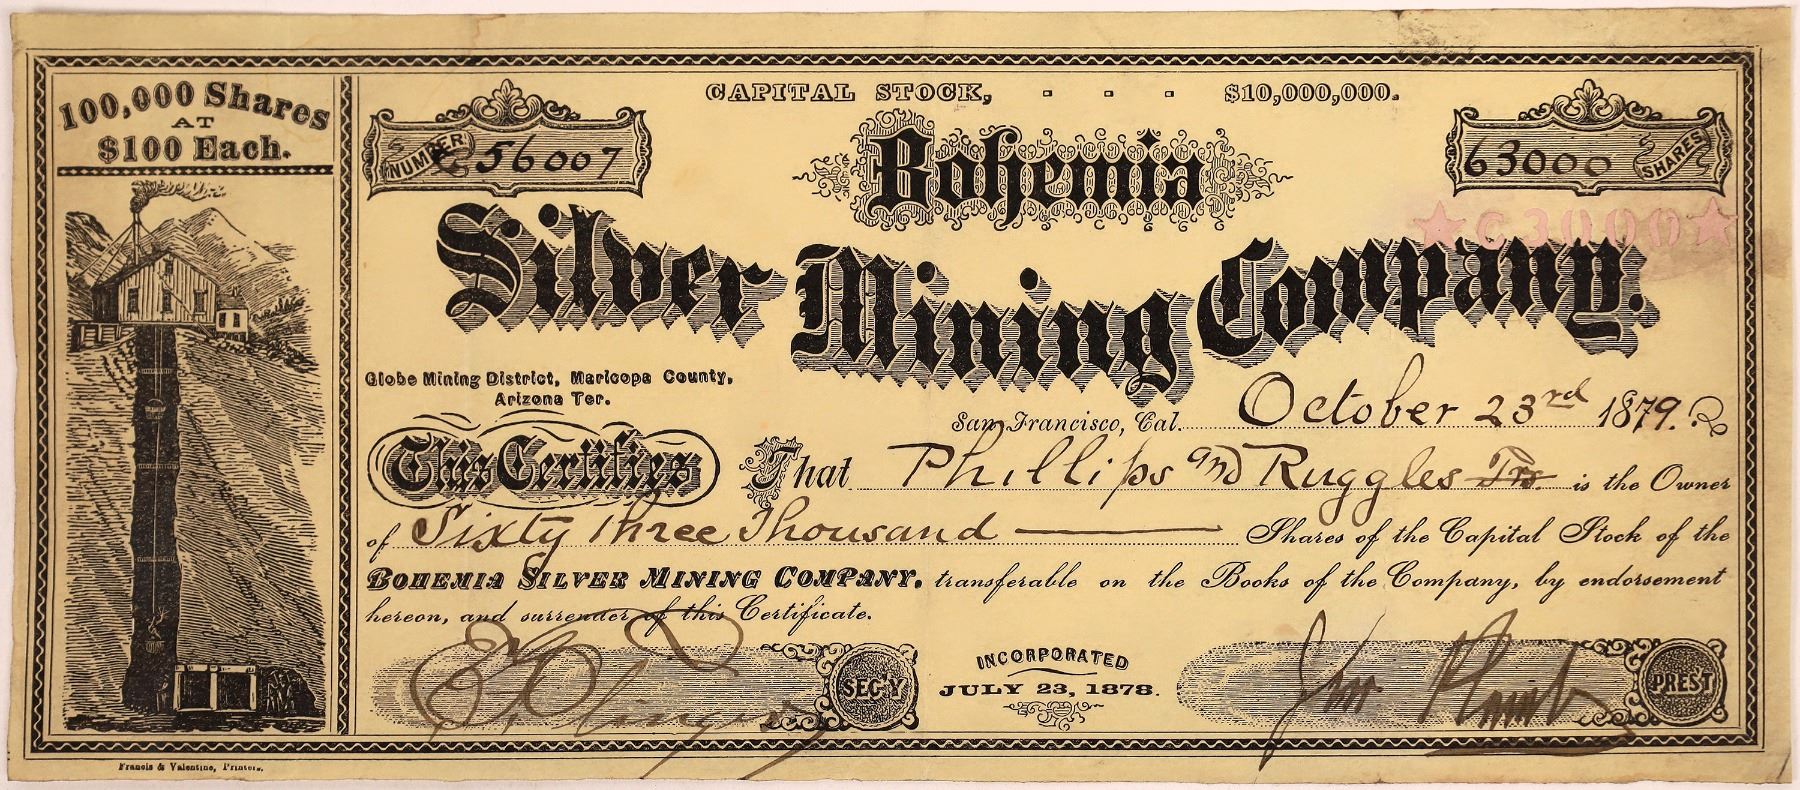 100,000 Shares
AT
$100 Each.
CAPITAL STOCK, - - - $10,000,000.
NUMBER 56007
63000 SHARES
Bohemia
Silver Mining Company.
Globe Mining District, Maricopa County,
Arizona Ter.
San Francisco, Cal. October 23rd 1879.
This Certifies That Phillips and Ruggles Trs. is the Owner
of Sixty three Thousand Shares of the Capital Stock of the
BOHEMIA SILVER MINING COMPANY, transferable on the Books of the Company, by endorsement
hereon, and surrender of this Certificate.
SEC'Y
INCORPORATED
JULY 23, 1878.
PREST
Francis & Valentine, Printers.